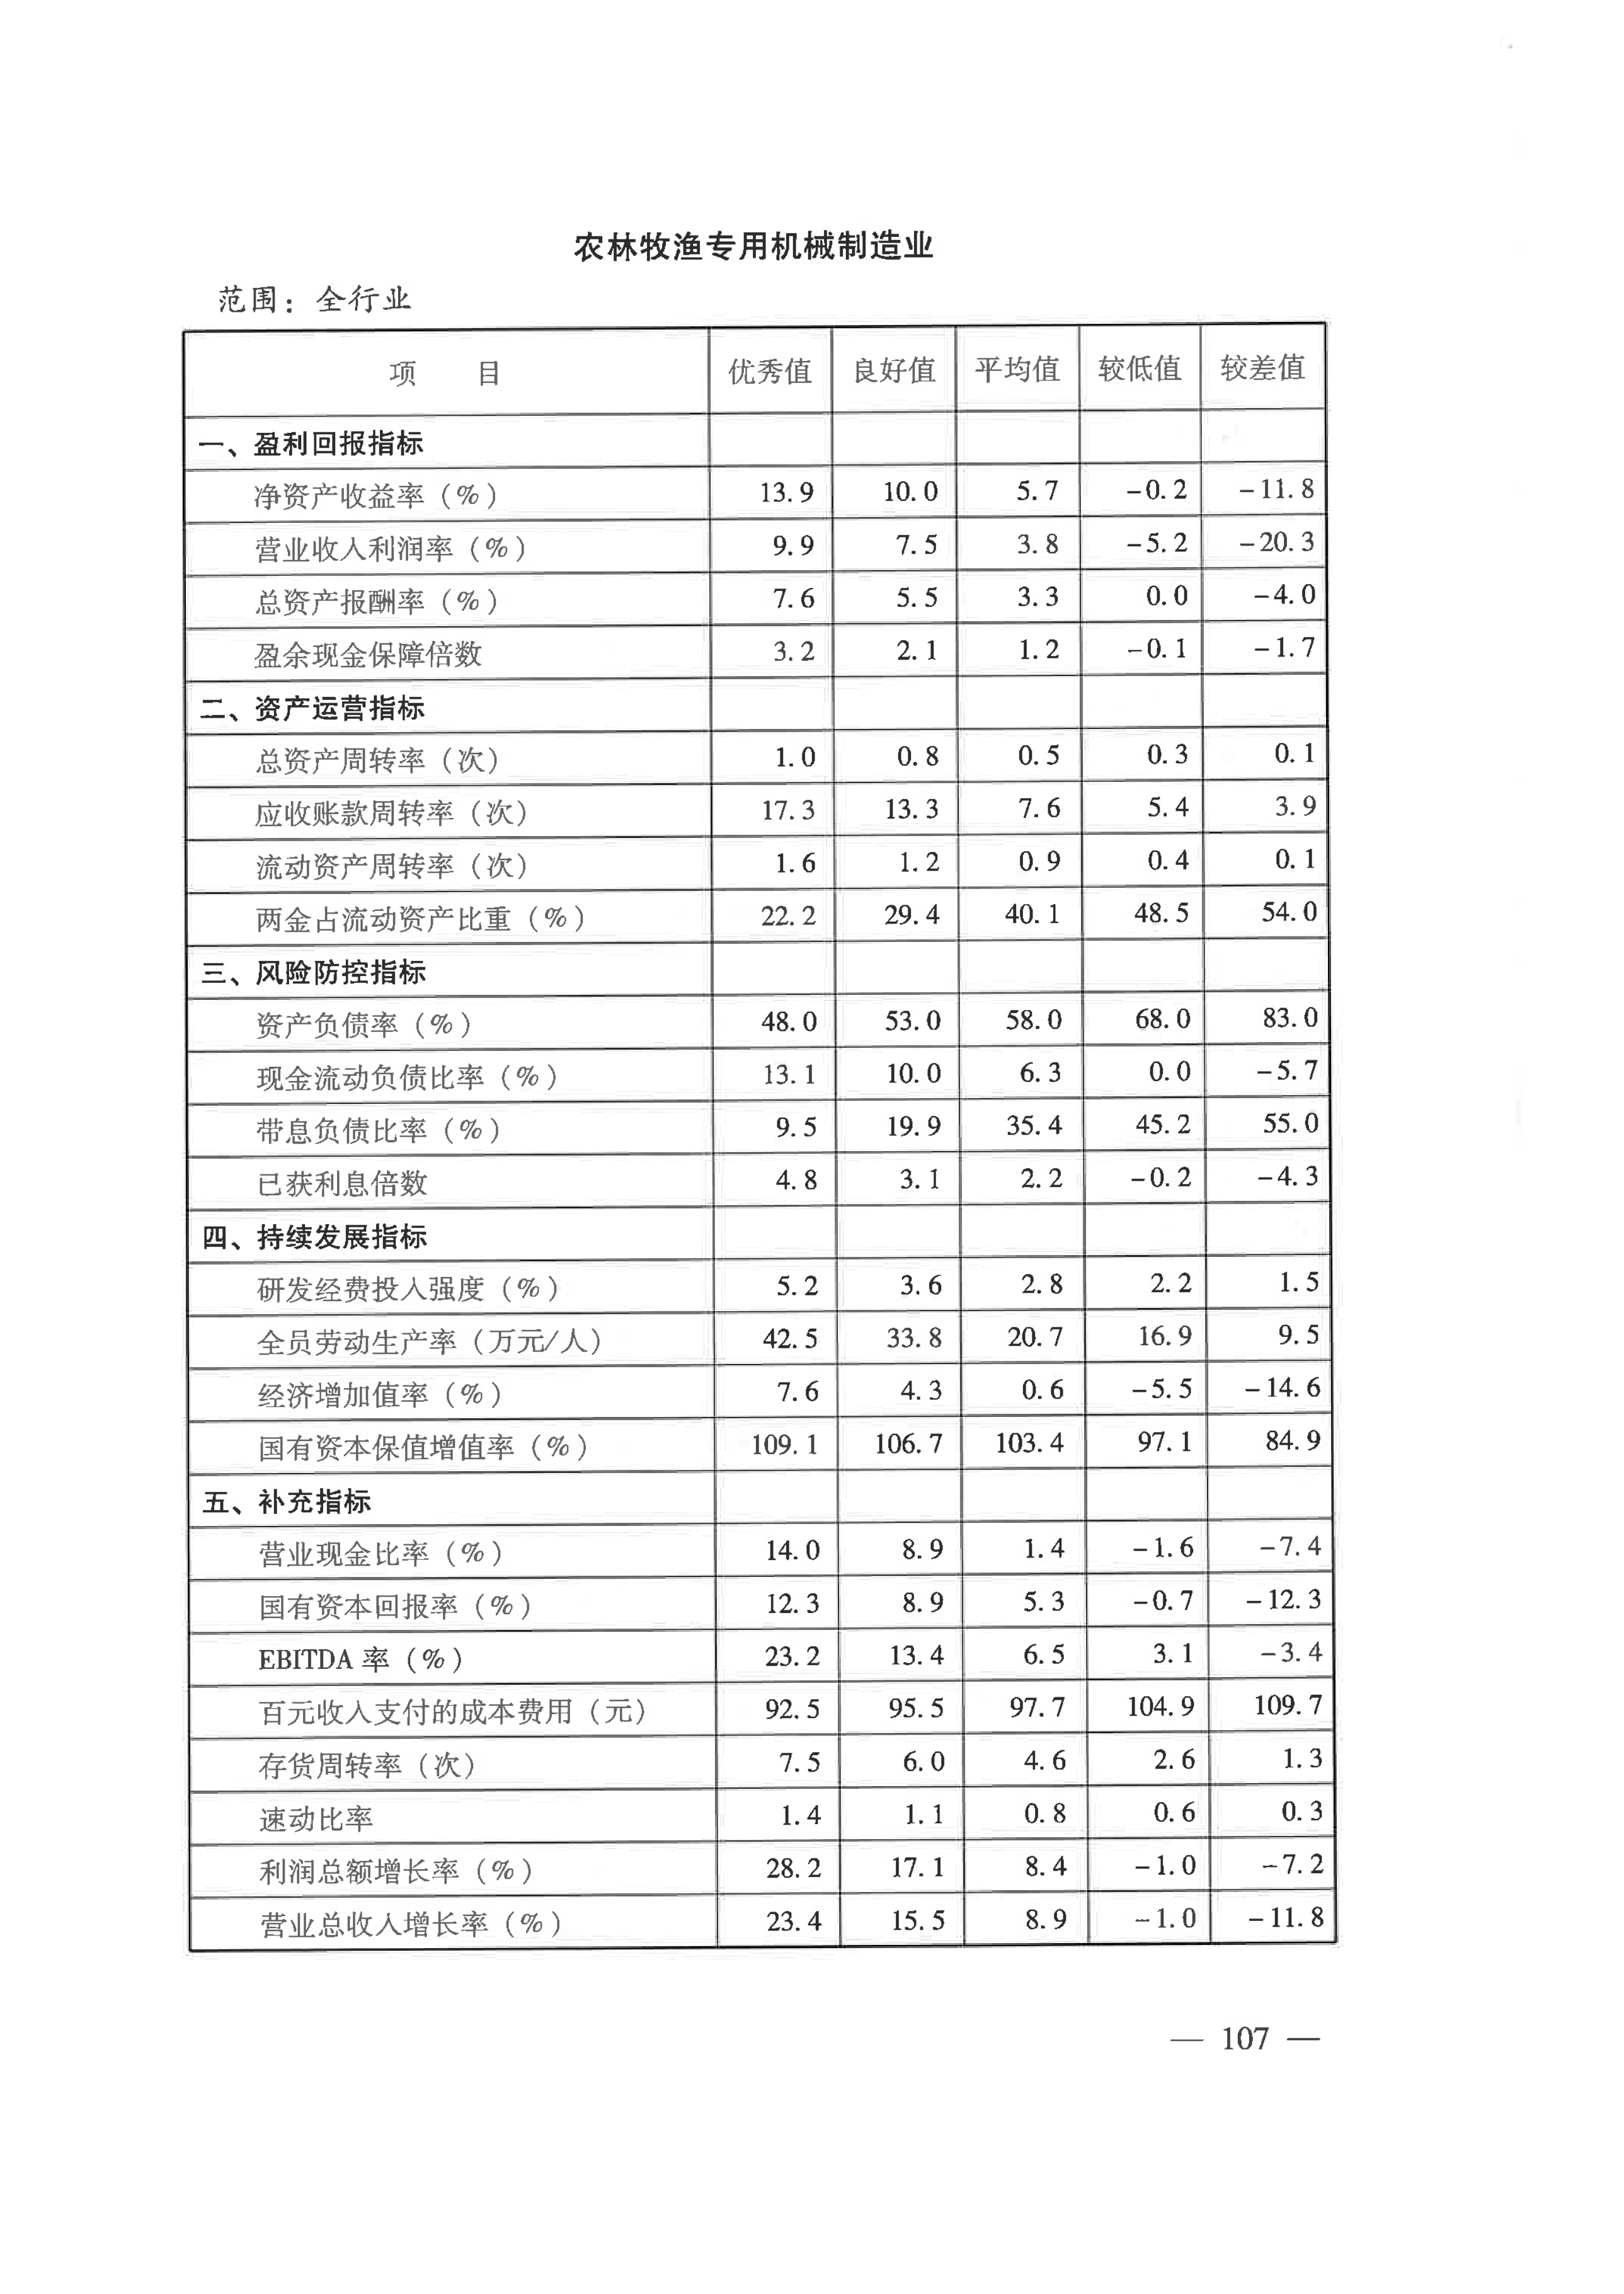 农林牧渔专用机械制造业
范围：全行业
项 目 优秀值 良好值 平均值 较低值 较差值
一、盈利回报指标
净资产收益率（%） 13.9 10.0 5.7 -0.2 -11.8
营业收入利润率（%） 9.9 7.5 3.8 -5.2 -20.3
总资产报酬率（%） 7.6 5.5 3.3 0.0 -4.0
盈余现金保障倍数 3.2 2.1 1.2 -0.1 -1.7
二、资产运营指标
总资产周转率（次） 1.0 0.8 0.5 0.3 0.1
应收账款周转率（次） 17.3 13.3 7.6 5.4 3.9
流动资产周转率（次） 1.6 1.2 0.9 0.4 0.1
两金占流动资产比重（%） 22.2 29.4 40.1 48.5 54.0
三、风险防控指标
资产负债率（%） 48.0 53.0 58.0 68.0 83.0
现金流动负债比率（%） 13.1 10.0 6.3 0.0 -5.7
带息负债比率（%） 9.5 19.9 35.4 45.2 55.0
已获利息倍数 4.8 3.1 2.2 -0.2 -4.3
四、持续发展指标
研发经费投入强度（%） 5.2 3.6 2.8 2.2 1.5
全员劳动生产率（万元/人） 42.5 33.8 20.7 16.9 9.5
经济增加值率（%） 7.6 4.3 0.6 -5.5 -14.6
国有资本保值增值率（%） 109.1 106.7 103.4 97.1 84.9
五、补充指标
营业现金比率（%） 14.0 8.9 1.4 -1.6 -7.4
国有资本回报率（%） 12.3 8.9 5.3 -0.7 -12.3
EBITDA 率（%） 23.2 13.4 6.5 3.1 -3.4
百元收入支付的成本费用（元） 92.5 95.5 97.7 104.9 109.7
存货周转率（次） 7.5 6.0 4.6 2.6 1.3
速动比率 1.4 1.1 0.8 0.6 0.3
利润总额增长率（%） 28.2 17.1 8.4 -1.0 -7.2
营业总收入增长率（%） 23.4 15.5 8.9 -1.0 -11.8
— 107 —